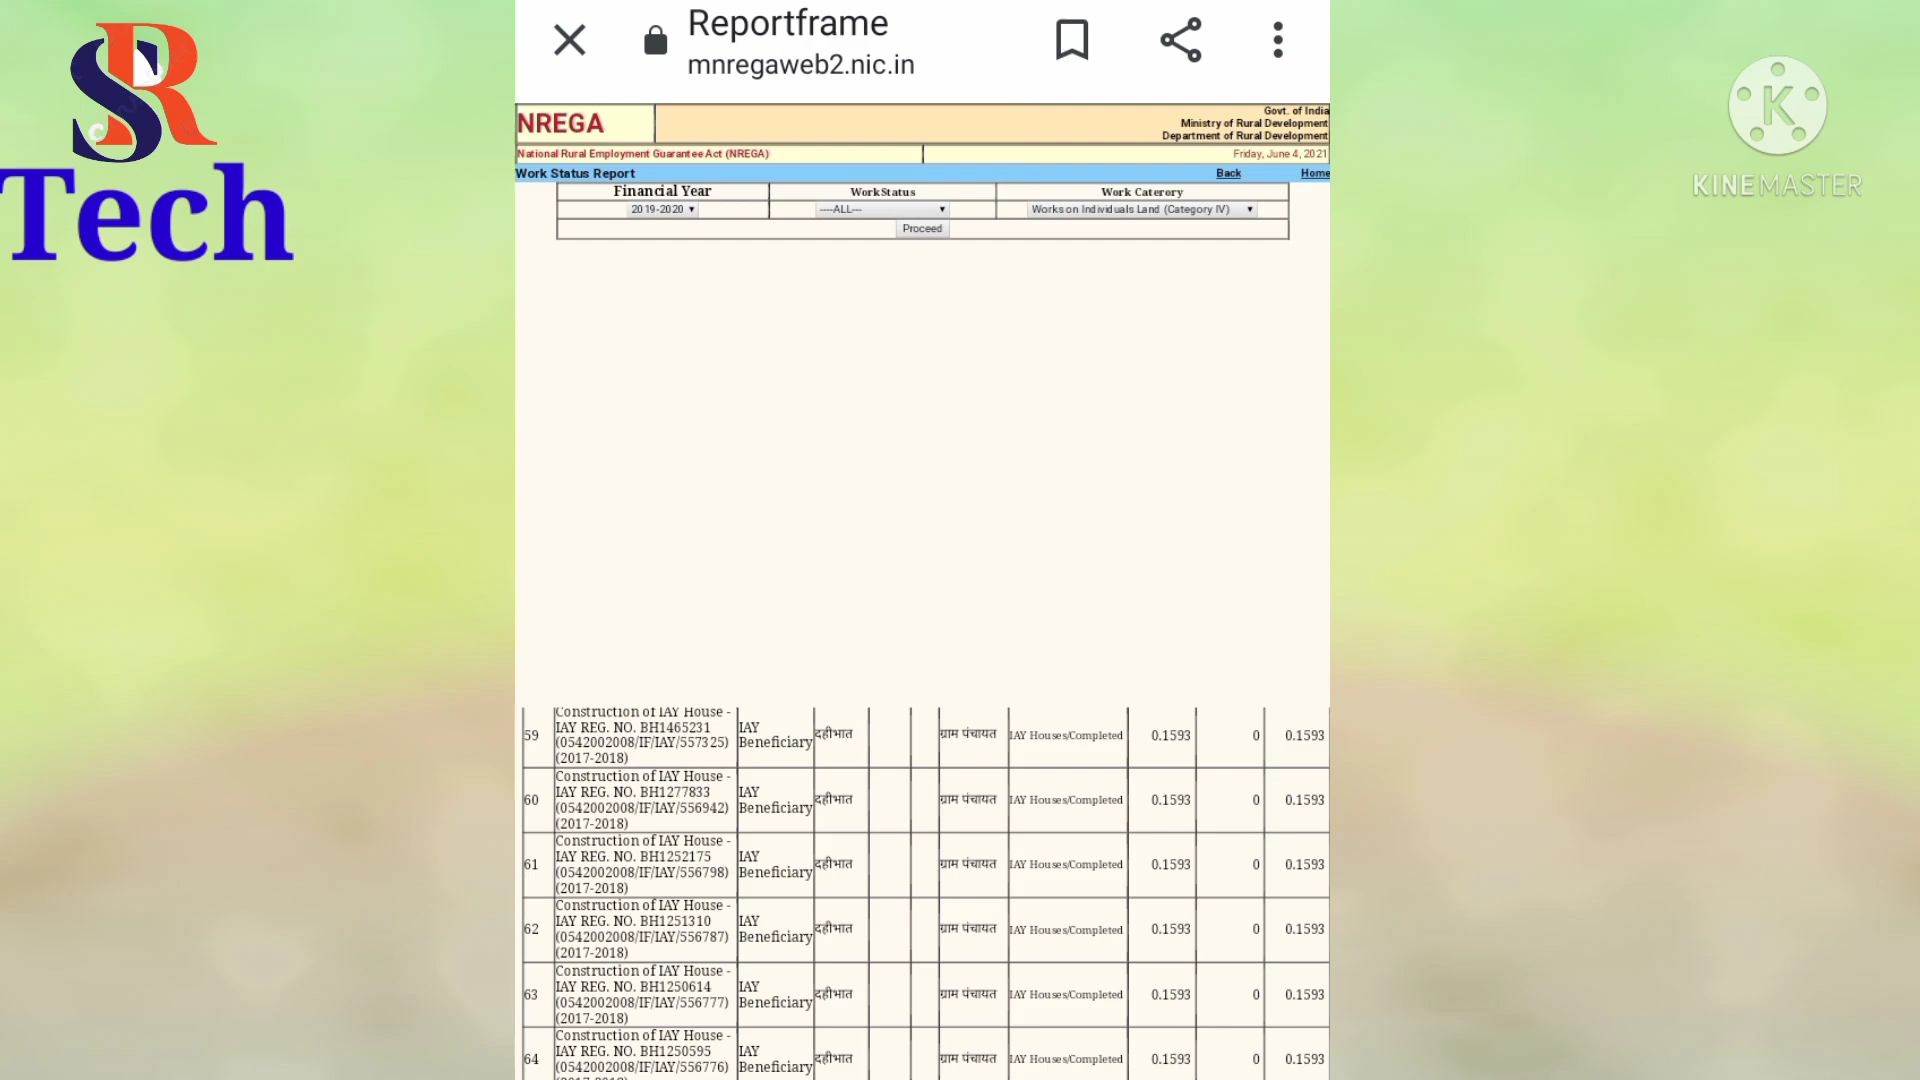 SR
Tech
Reportframe
mnregaweb2.nic.in
K
KINEMASTER
NREGA
Govt. of India
Ministry of Rural Development
Department of Rural Development
National Rural Employment Guarantee Act (NREGA)
Friday, June 4, 2021
Work Status Report
Back
Home
Financial Year
WorkStatus
Work Caterory
2019-2020
----ALL---
Works on Individuals Land (Category IV)
Proceed
59
Construction of IAY House -
IAY REG. NO. BH1465231
(0542002008/IF/IAY/557325)
(2017-2018)
IAY
Beneficiary
दहीभात
ग्राम पंचायत
IAY Houses/Completed
0.1593
0
0.1593
60
Construction of IAY House -
IAY REG. NO. BH1277833
(0542002008/IF/IAY/556942)
(2017-2018)
IAY
Beneficiary
दहीभात
ग्राम पंचायत
IAY Houses/Completed
0.1593
0
0.1593
61
Construction of IAY House -
IAY REG. NO. BH1252175
(0542002008/IF/IAY/556798)
(2017-2018)
IAY
Beneficiary
दहीभात
ग्राम पंचायत
IAY Houses/Completed
0.1593
0
0.1593
62
Construction of IAY House -
IAY REG. NO. BH1251310
(0542002008/IF/IAY/556787)
(2017-2018)
IAY
Beneficiary
दहीभात
ग्राम पंचायत
IAY Houses/Completed
0.1593
0
0.1593
63
Construction of IAY House -
IAY REG. NO. BH1250614
(0542002008/IF/IAY/556777)
(2017-2018)
IAY
Beneficiary
दहीभात
ग्राम पंचायत
IAY Houses/Completed
0.1593
0
0.1593
64
Construction of IAY House -
IAY REG. NO. BH1250595
(0542002008/IF/IAY/556776)
IAY
Beneficiary
दहीभात
ग्राम पंचायत
IAY Houses/Completed
0.1593
0
0.1593